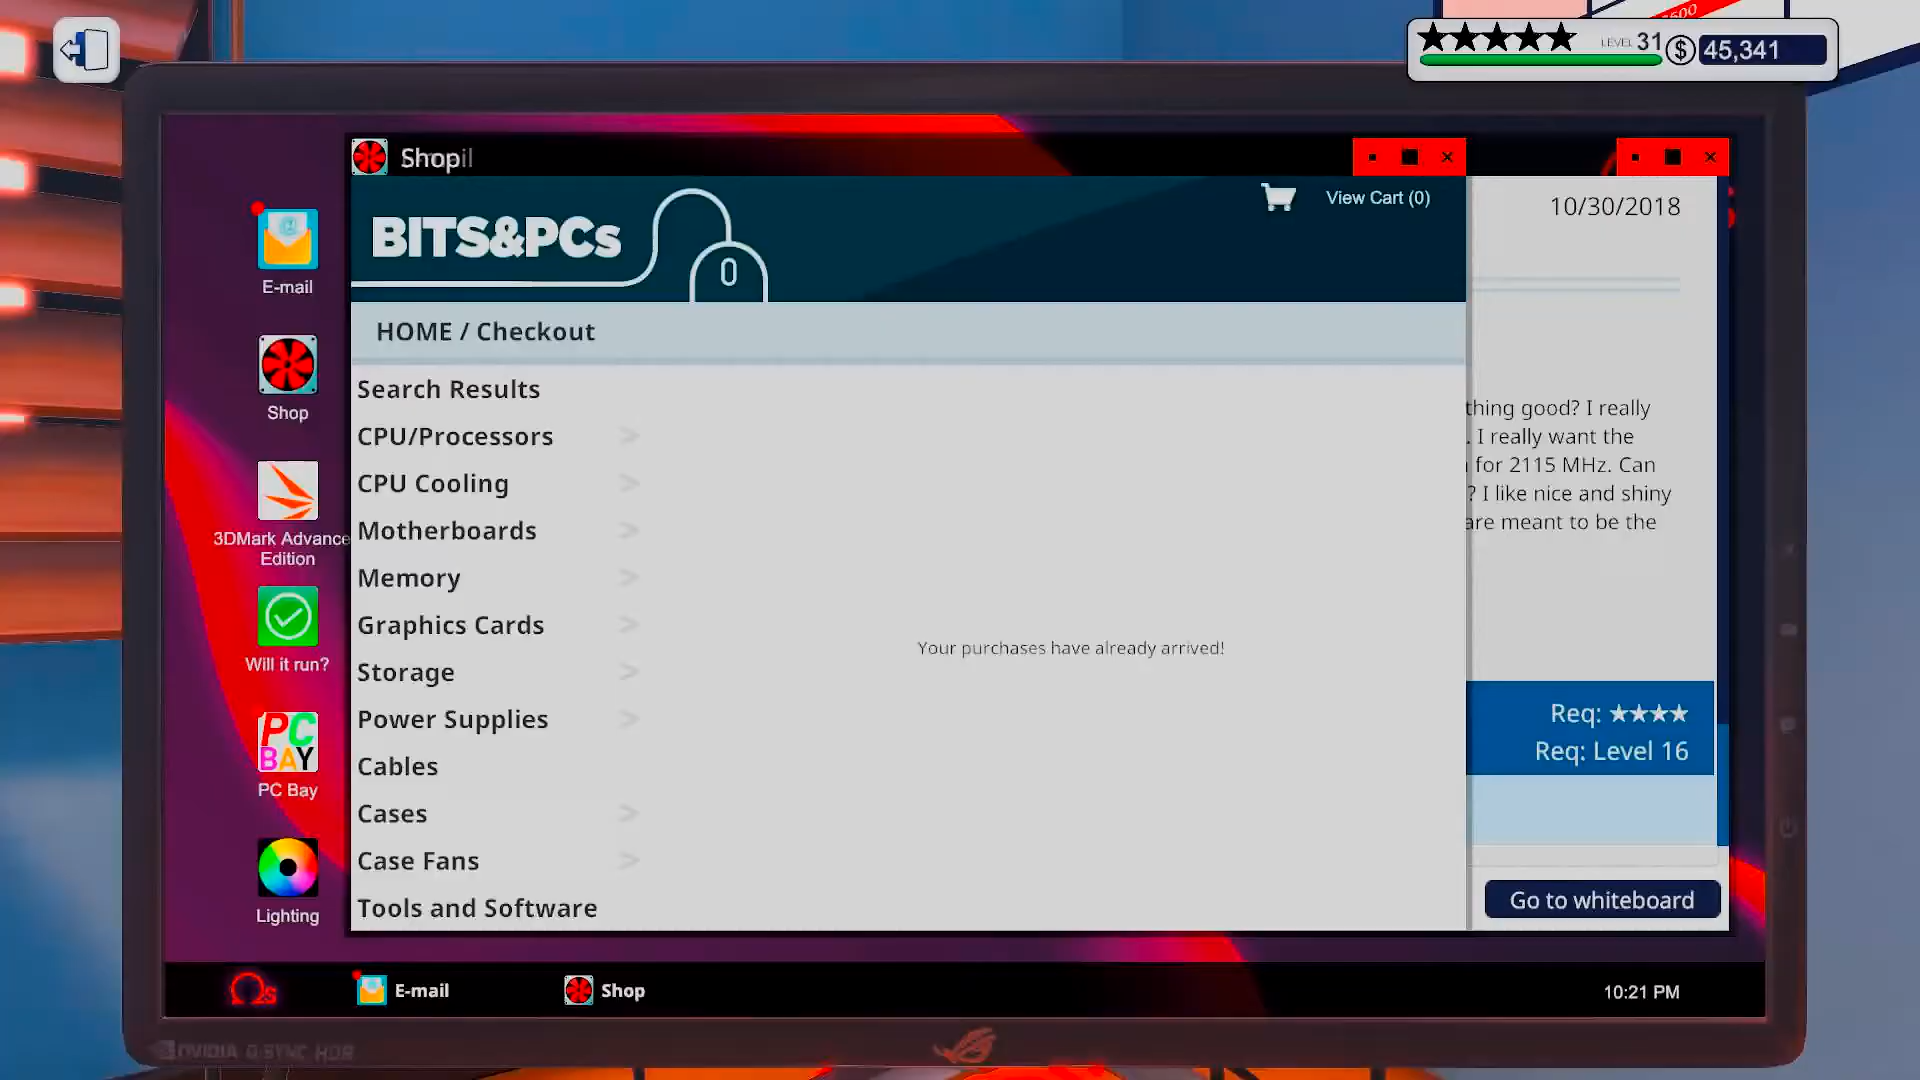 LEVEL 31
45,341
Shop
View Cart (0)
10/30/2018
BITS&PCs
HOME / Checkout
E-mail
Shop
3DMark Advance
Edition
Will it run?
PC
BAY
PC Bay
Lighting
Search Results
CPU/Processors
CPU Cooling
Motherboards
Memory
Graphics Cards
Storage
Power Supplies
Cables
Cases
Case Fans
Tools and Software
Your purchases have already arrived!
thing good? I really
. I really want the
for 2115 MHz. Can
? I like nice and shiny
are meant to be the
Req: ★★★★
Req: Level 16
Go to whiteboard
E-mail
Shop
10:21 PM
NVIDIA G-SYNC HDR